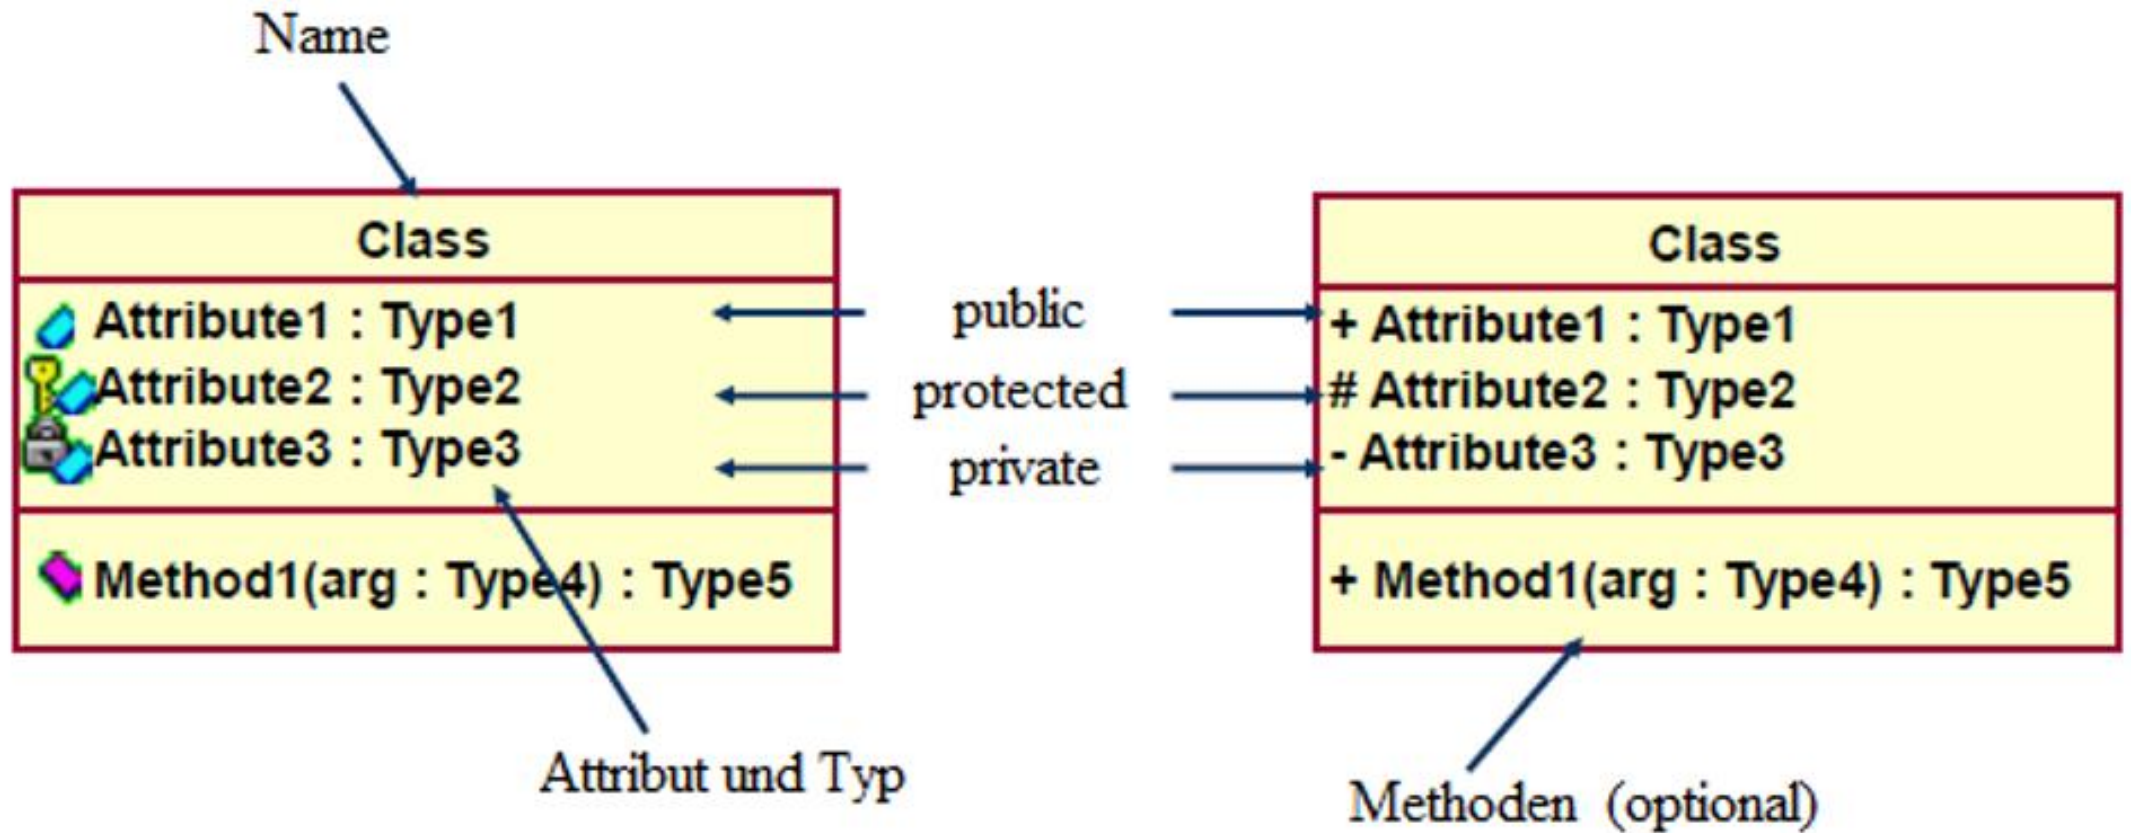 Name
Class
Attribute1 : Type1
Attribute2 : Type2
Attribute3 : Type3
Method1(arg : Type4) : Type5
Attribut und Typ
public
protected
private
Class
+ Attribute1 : Type1
# Attribute2 : Type2
- Attribute3 : Type3
+ Method1(arg : Type4) : Type5
Methoden (optional)